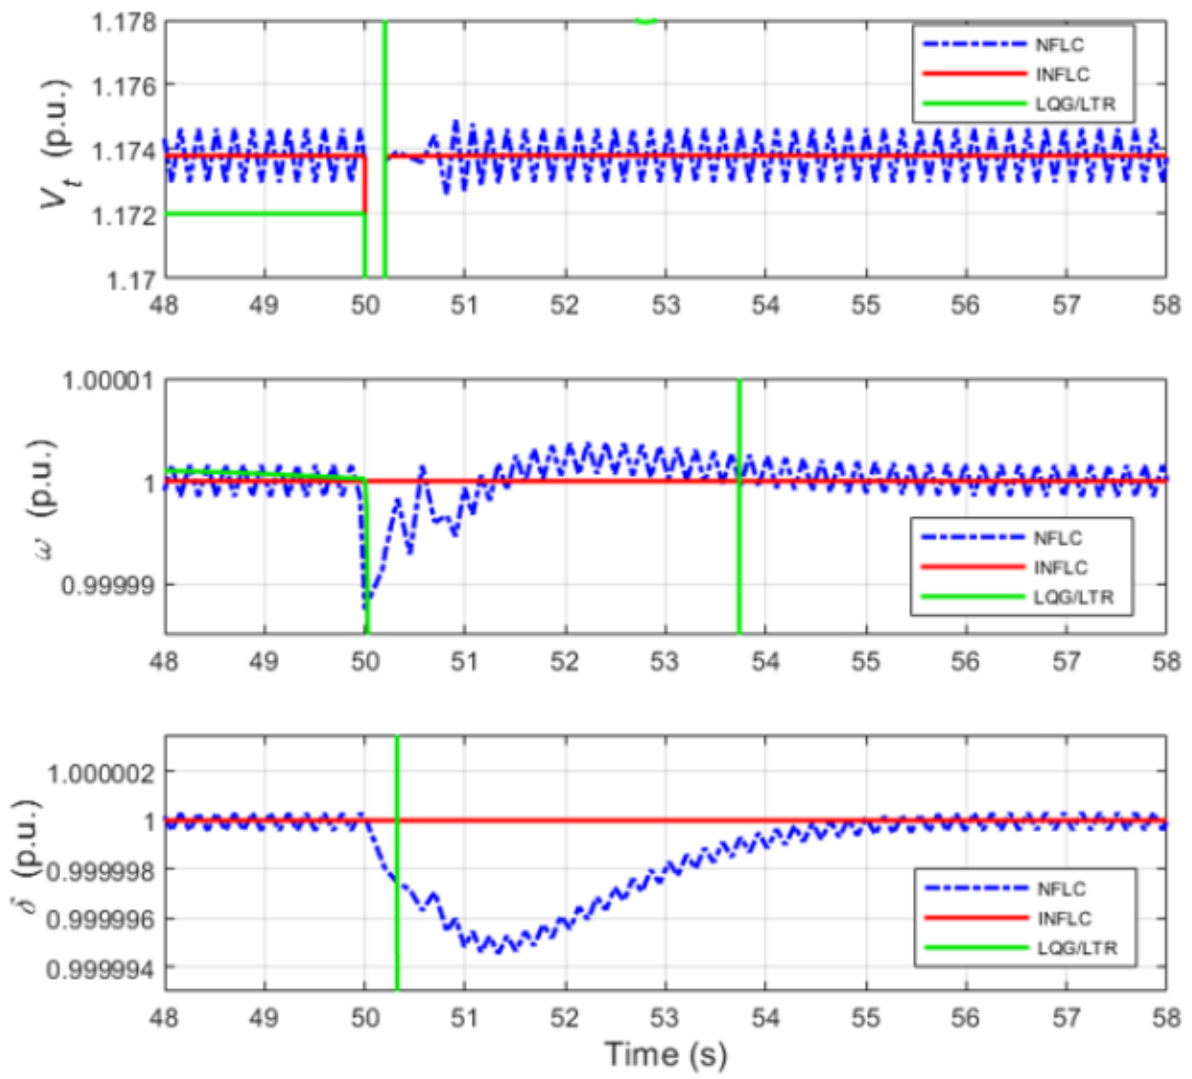 1.178
1.176
1.174
1.172
1.17
V_t (p.u.)
NFLC
INFLC
LQG/LTR
48 49 50 51 52 53 54 55 56 57 58
1.00001
1
0.99999
ω (p.u.)
NFLC
INFLC
LQG/LTR
48 49 50 51 52 53 54 55 56 57 58
1.000002
1
0.999998
0.999996
0.999994
δ (p.u.)
NFLC
INFLC
LQG/LTR
48 49 50 51 52 53 54 55 56 57 58
Time (s)